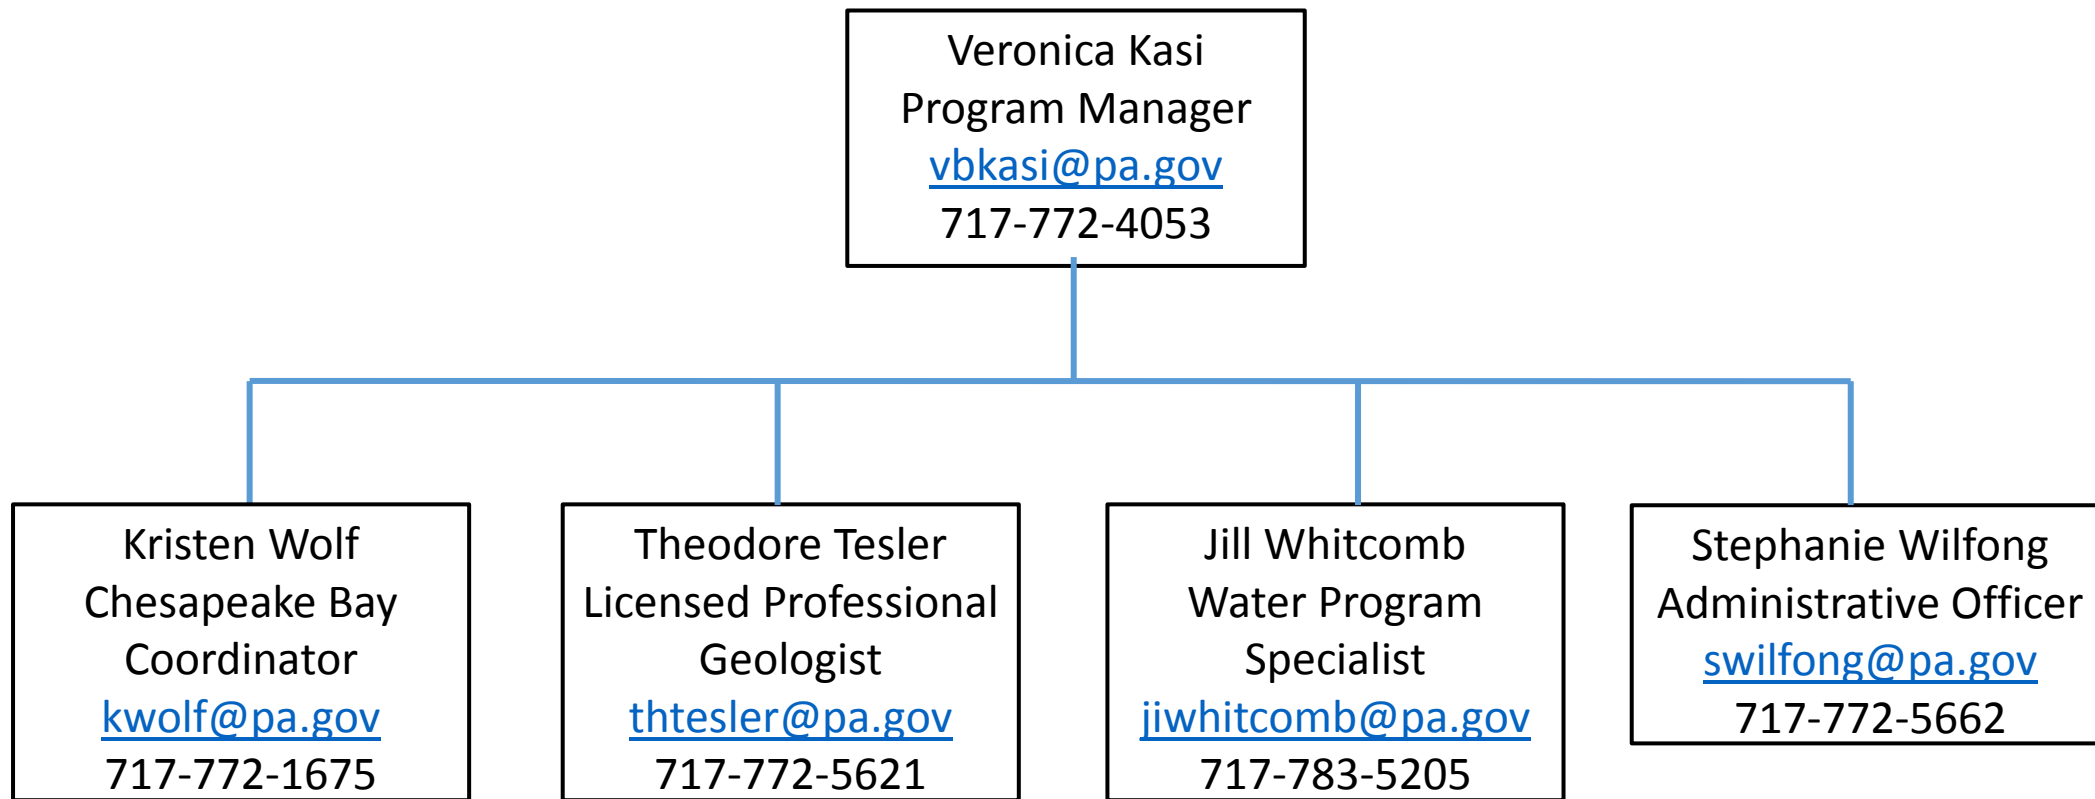 Veronica Kasi
Program Manager
vbkasi@pa.gov
717-772-4053
Kristen Wolf
Chesapeake Bay
Coordinator
kwolf@pa.gov
717-772-1675
Theodore Tesler
Licensed Professional
Geologist
thtesler@pa.gov
717-772-5621
Jill Whitcomb
Water Program
Specialist
jiwhitcomb@pa.gov
717-783-5205
Stephanie Wilfong
Administrative Officer
swilfong@pa.gov
717-772-5662